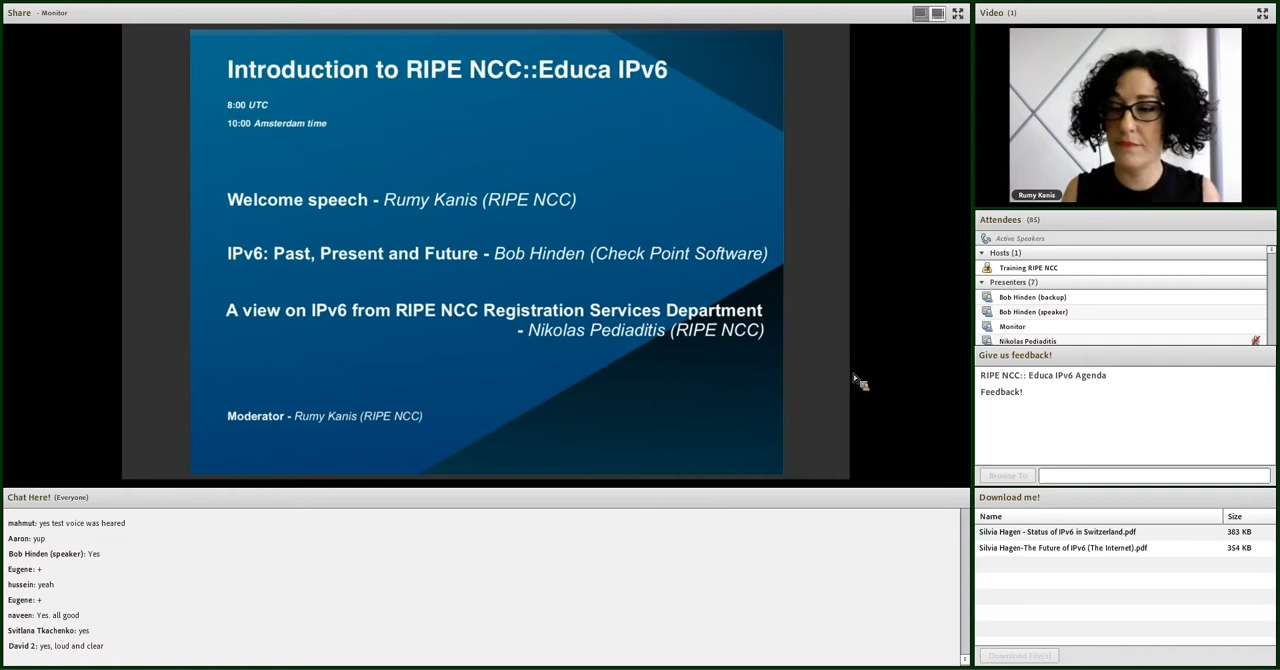 Share - Monitor
Introduction to RIPE NCC::Educa IPv6
8:00 UTC
10:00 Amsterdam time
Welcome speech - Rumy Kanis (RIPE NCC)
IPv6: Past, Present and Future - Bob Hinden (Check Point Software)
A view on IPv6 from RIPE NCC Registration Services Department
- Nikolas Pediaditis (RIPE NCC)
Moderator - Rumy Kanis (RIPE NCC)
Chat Here! (Everyone)
mahmut: yes test voice was heared
Aaron: yup
Bob Hinden (speaker): Yes
Eugene: +
hussein: yeah
Eugene: +
naveen: Yes. all good
Svitlana Tkachenko: yes
David 2: yes, loud and clear
Video (1)
Rumy Kanis
Attendees (85)
Active Speakers
Hosts (1)
Training RIPE NCC
Presenters (7)
Bob Hinden (backup)
Bob Hinden (speaker)
Monitor
Nikolas Pediaditis
Give us feedback!
RIPE NCC:: Educa IPv6 Agenda
Feedback!
Browse To
Download me!
Name Size
Silvia Hagen - Status of IPv6 in Switzerland.pdf 383 KB
Silvia Hagen-The Future of IPv6 (The Internet).pdf 354 KB
Download File(s)